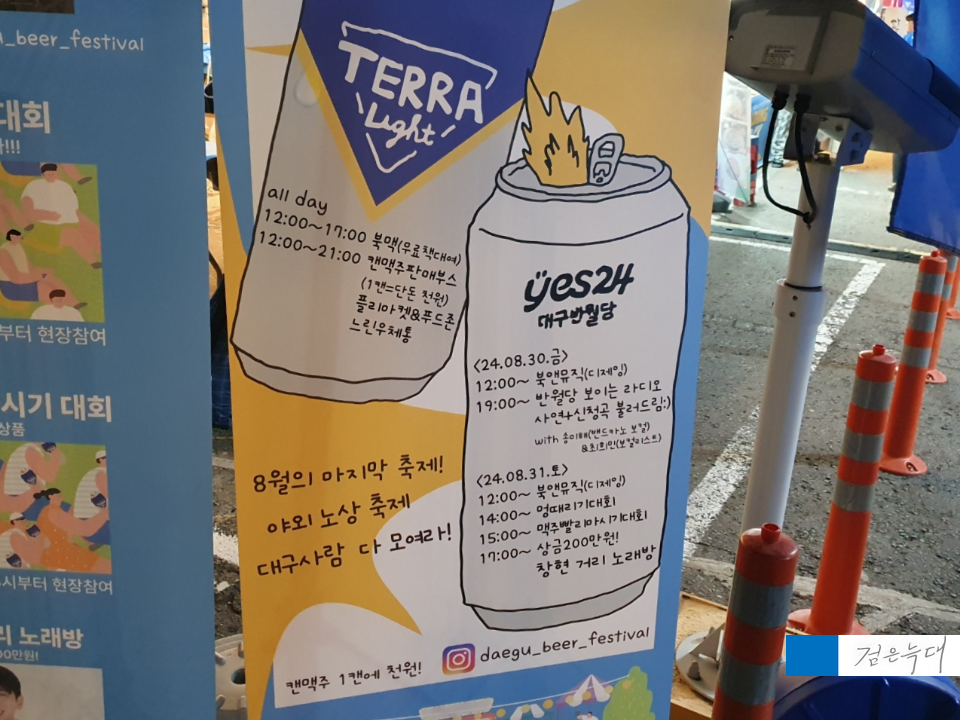 u_beer_festival
대회
!!!
부터 현장참여
시기 대회
상품
시부터 현장참여
리 노래방
00만원!
TERRA
Light
all day
12:00~17:00 북맥(무료책대여)
12:00~21:00 캔맥주판매부스
(1캔=단돈 천원)
플리마켓&푸드존
느린우체통
8월의 마지막 축제!
야외 노상 축제
대구사람 다 모여라!
yes24
대구반월당
<24.08.30.금>
12:00~ 북앤뮤직(디제잉)
19:00~ 반월당 보이는 라디오
사연+신청곡 불러드림:)
with 송미해(밴드카노 보컬)
&최희민(보컬리스트)
<24.08.31.토>
12:00~ 북앤뮤직(디제잉)
14:00~ 멍때리기대회
15:00~ 맥주빨리마시기대회
17:00~ 상금200만원!
창현 거리 노래방
캔맥주 1캔에 천원!
daegu_beer_festival
검은늑대